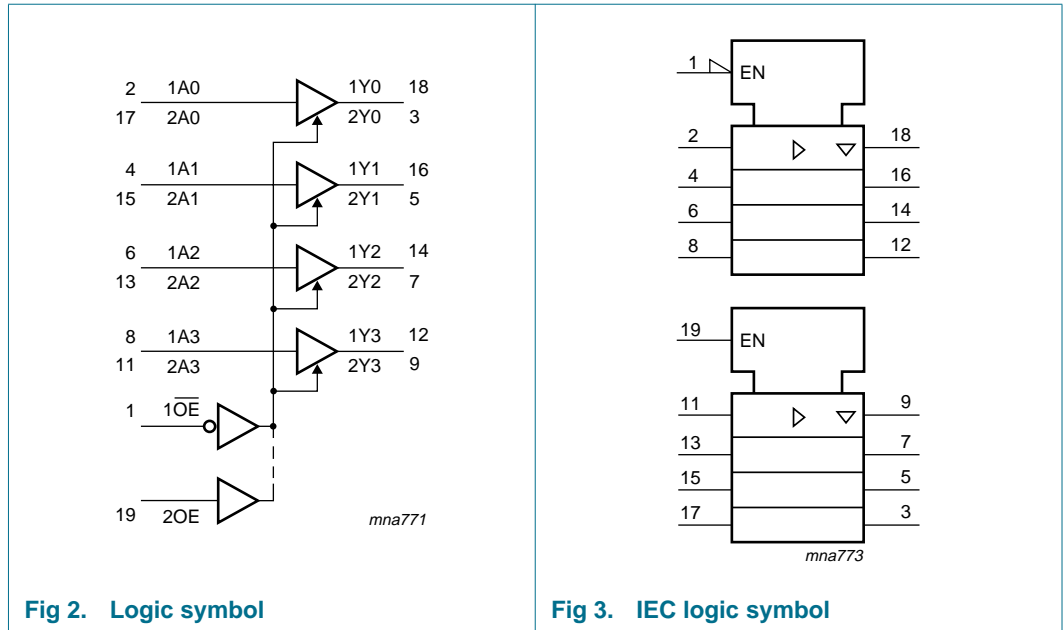 2 1A0 1Y0 18
17 2A0 2Y0 3
4 1A1 1Y1 16
15 2A1 2Y1 5
6 1A2 1Y2 14
13 2A2 2Y2 7
8 1A3 1Y3 12
11 2A3 2Y3 9
1 1O̅E̅
19 2OE
mna771
Fig 2. Logic symbol
1 EN
2 18
4 16
6 14
8 12
19 EN
11 9
13 7
15 5
17 3
mna773
Fig 3. IEC logic symbol